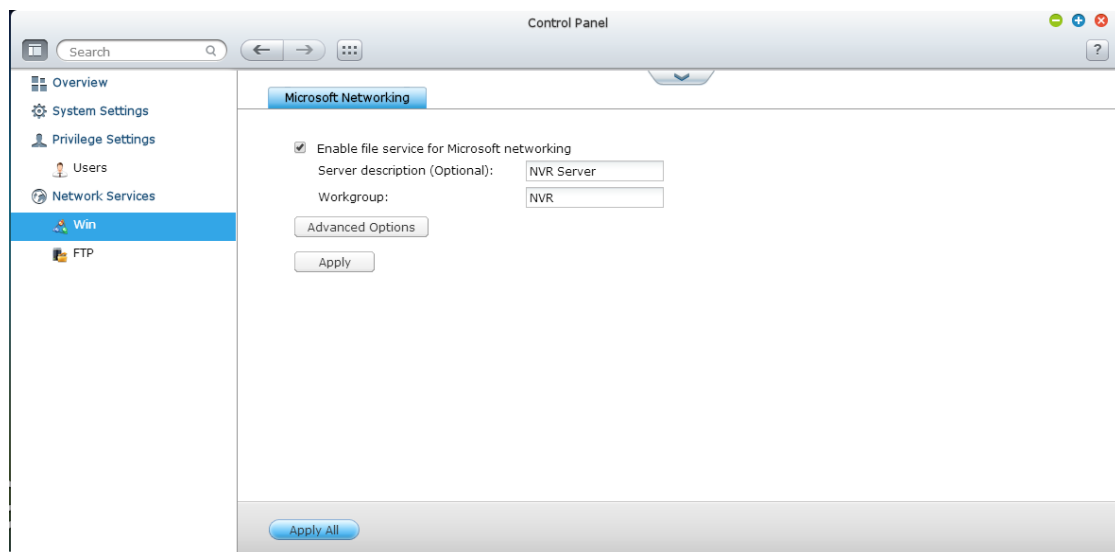 Control Panel
Search
?
Overview
System Settings
Privilege Settings
Users
Network Services
Win
FTP
Microsoft Networking
Enable file service for Microsoft networking
Server description (Optional): NVR Server
Workgroup: NVR
Advanced Options
Apply
Apply All